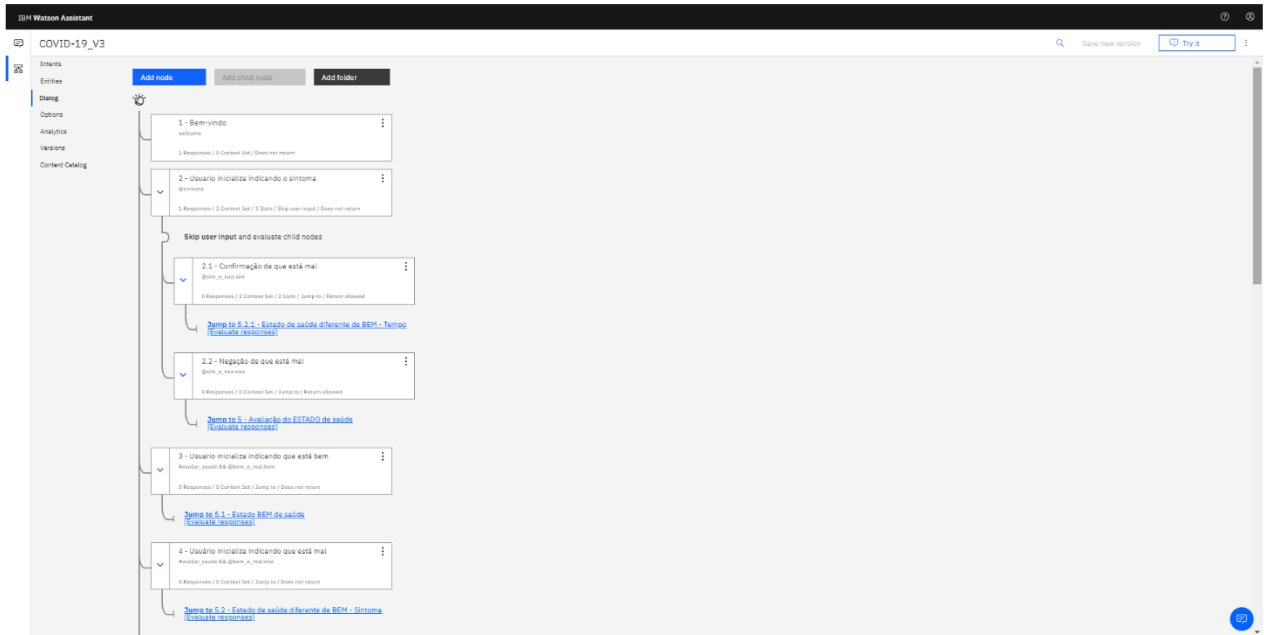 IBM Watson Assistant
COVID-19_V3
Save new version
Try it
Intents
Entities
Dialog
Options
Analytics
Versions
Content Catalog
Add node
Add child node
Add folder
1 - Bem-vindo
welcome
1 Responses / 0 Context Set / Does not return
2 - Usuario inicializa indicando o sintoma
@sintoma
1 Responses / 3 Context Set / 3 Slots / Skip user input / Does not return
Skip user input and evaluate child nodes
2.1 - Confirmação de que está mal
@sim_e_nao:sim
0 Responses / 2 Context Set / 2 Slots / Jump to / Return allowed
Jump to 5.2.1 - Estado de saúde diferente de BEM - Tempo
(Evaluate responses)
2.2 - Negação de que está mal
@sim_e_nao:nao
0 Responses / 0 Context Set / Jump to / Return allowed
Jump to 5 - Avaliação do ESTADO de saúde
(Evaluate responses)
3 - Usuario inicializa indicando que está bem
#avaliar_saude && @bem_e_mal:bem
0 Responses / 0 Context Set / Jump to / Does not return
Jump to 5.1 - Estado BEM de saúde
(Evaluate responses)
4 - Usuário inicializa indicando que está mal
#avaliar_saude && @bem_e_mal:mal
0 Responses / 0 Context Set / Jump to / Does not return
Jump to 5.2 - Estado de saúde diferente de BEM - Sintoma
(Evaluate responses)